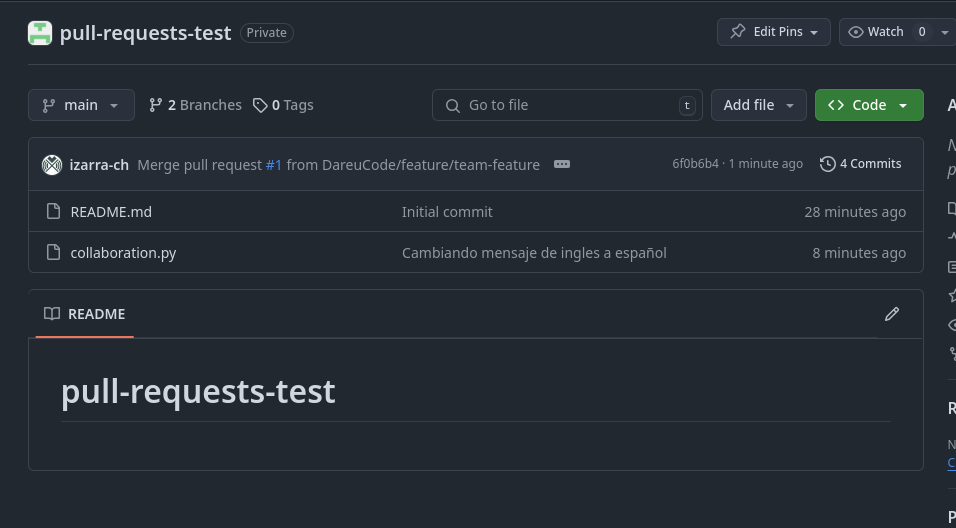 pull-requests-test Private Edit Pins Watch 0
main 2 Branches 0 Tags Go to file t Add file Code
izarra-ch Merge pull request #1 from DareuCode/feature/team-feature 6f0b6b4 · 1 minute ago 4 Commits
README.md Initial commit 28 minutes ago
collaboration.py Cambiando mensaje de ingles a español 8 minutes ago
README
pull-requests-test